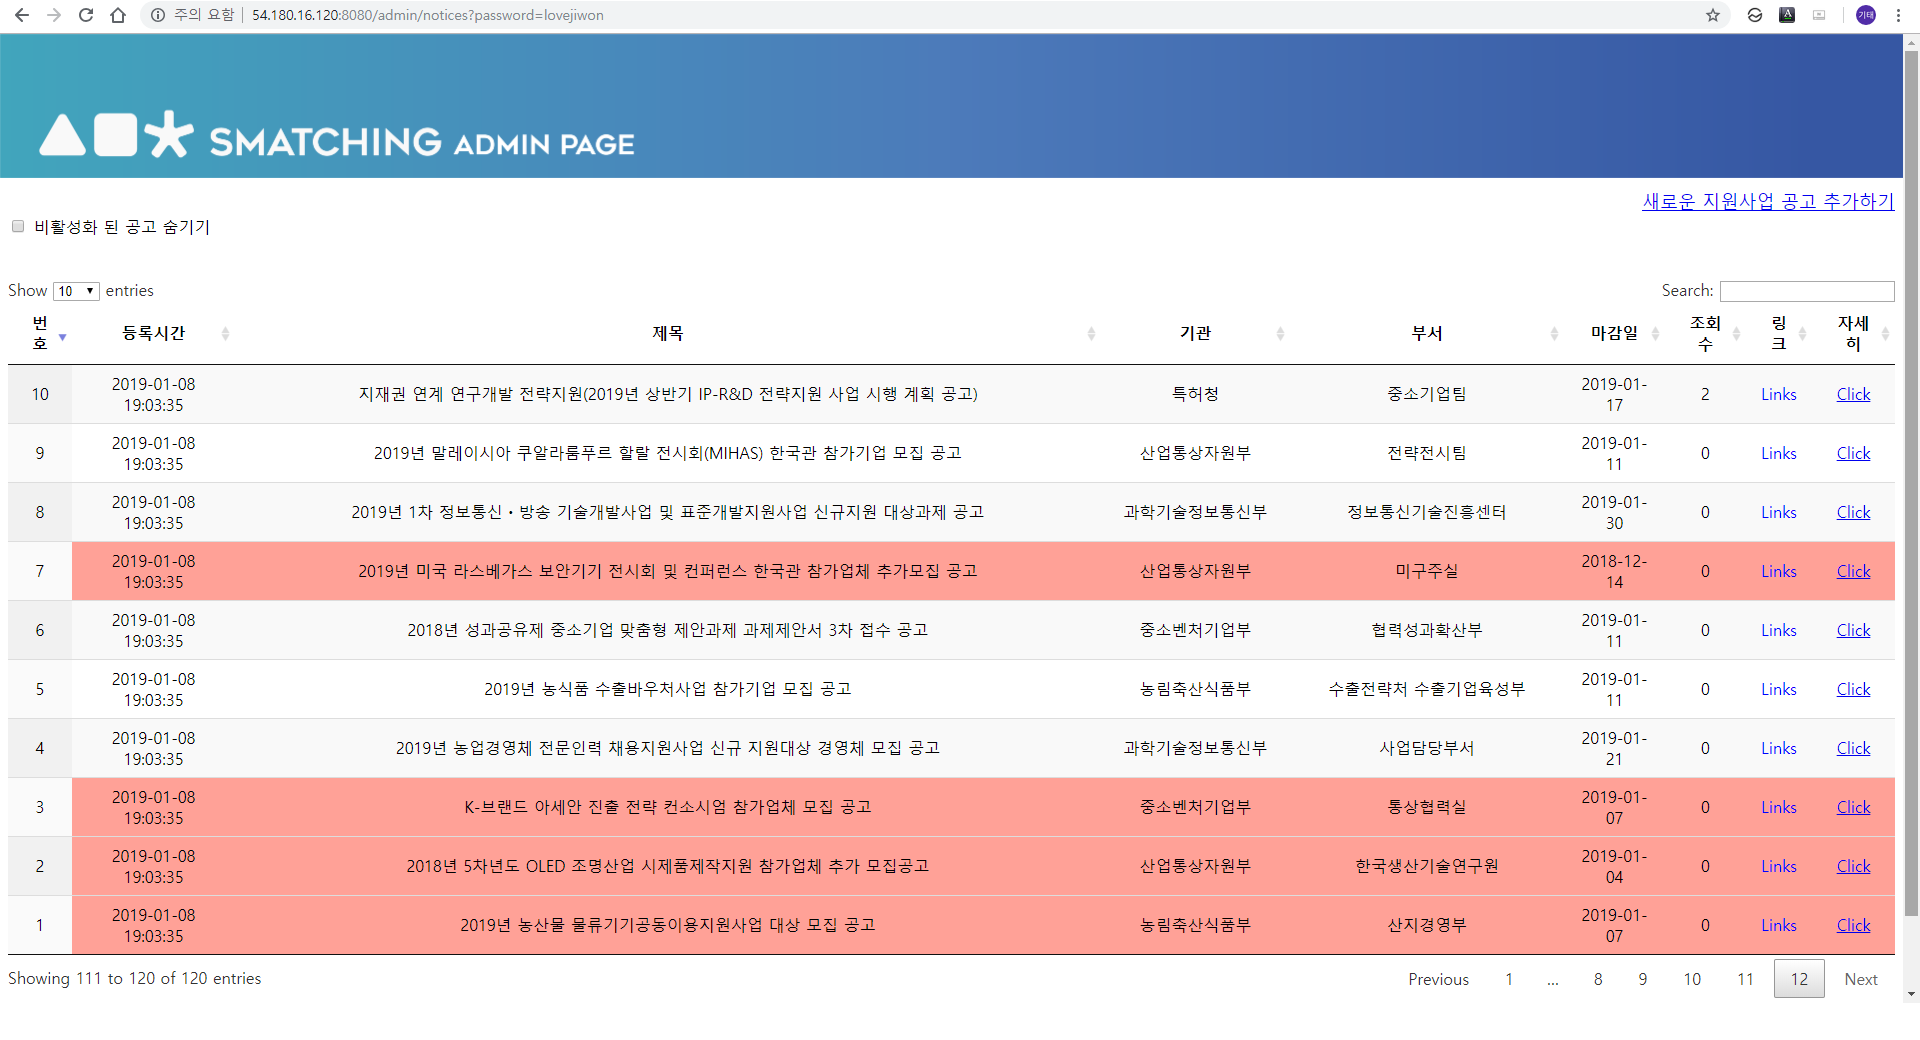 주의 요함 54.180.16.120:8080/admin/notices?password=lovejiwon 기태
SMATCHING ADMIN PAGE
새로운 지원사업 공고 추가하기
비활성화 된 공고 숨기기
Show 10 entries Search:
번호 등록시간 제목 기관 부서 마감일 조회수 링크 자세히
10 2019-01-08 19:03:35 지재권 연계 연구개발 전략지원(2019년 상반기 IP-R&D 전략지원 사업 시행 계획 공고) 특허청 중소기업팀 2019-01-17 2 Links Click
9 2019-01-08 19:03:35 2019년 말레이시아 쿠알라룸푸르 할랄 전시회(MIHAS) 한국관 참가기업 모집 공고 산업통상자원부 전략전시팀 2019-01-11 0 Links Click
8 2019-01-08 19:03:35 2019년 1차 정보통신・방송 기술개발사업 및 표준개발지원사업 신규지원 대상과제 공고 과학기술정보통신부 정보통신기술진흥센터 2019-01-30 0 Links Click
7 2019-01-08 19:03:35 2019년 미국 라스베가스 보안기기 전시회 및 컨퍼런스 한국관 참가업체 추가모집 공고 산업통상자원부 미구주실 2018-12-14 0 Links Click
6 2019-01-08 19:03:35 2018년 성과공유제 중소기업 맞춤형 제안과제 과제제안서 3차 접수 공고 중소벤처기업부 협력성과확산부 2019-01-11 0 Links Click
5 2019-01-08 19:03:35 2019년 농식품 수출바우처사업 참가기업 모집 공고 농림축산식품부 수출전략처 수출기업육성부 2019-01-11 0 Links Click
4 2019-01-08 19:03:35 2019년 농업경영체 전문인력 채용지원사업 신규 지원대상 경영체 모집 공고 과학기술정보통신부 사업담당부서 2019-01-21 0 Links Click
3 2019-01-08 19:03:35 K-브랜드 아세안 진출 전략 컨소시엄 참가업체 모집 공고 중소벤처기업부 통상협력실 2019-01-07 0 Links Click
2 2019-01-08 19:03:35 2018년 5차년도 OLED 조명산업 시제품제작지원 참가업체 추가 모집공고 산업통상자원부 한국생산기술연구원 2019-01-04 0 Links Click
1 2019-01-08 19:03:35 2019년 농산물 물류기기공동이용지원사업 대상 모집 공고 농림축산식품부 산지경영부 2019-01-07 0 Links Click
Showing 111 to 120 of 120 entries Previous 1 ... 8 9 10 11 12 Next